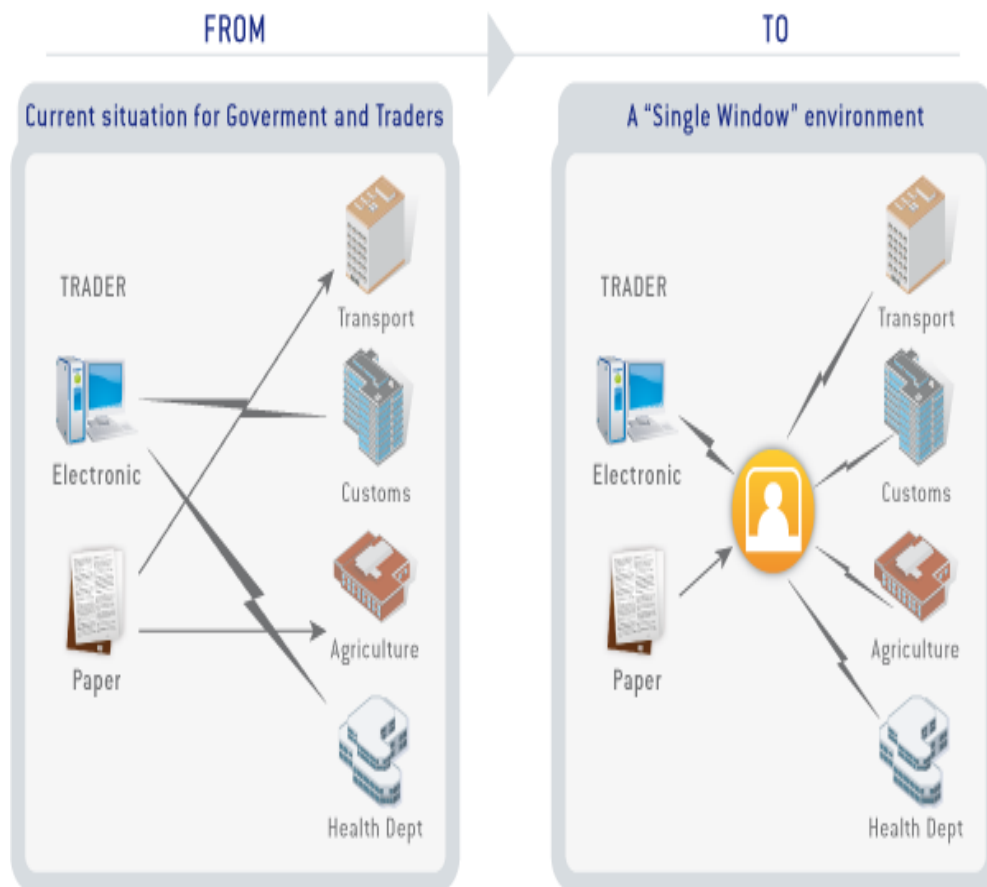 FROM
TO
Current situation for Goverment and Traders
TRADER
Electronic
Paper
Transport
Customs
Agriculture
Health Dept
A "Single Window" environment
TRADER
Electronic
Paper
Transport
Customs
Agriculture
Health Dept